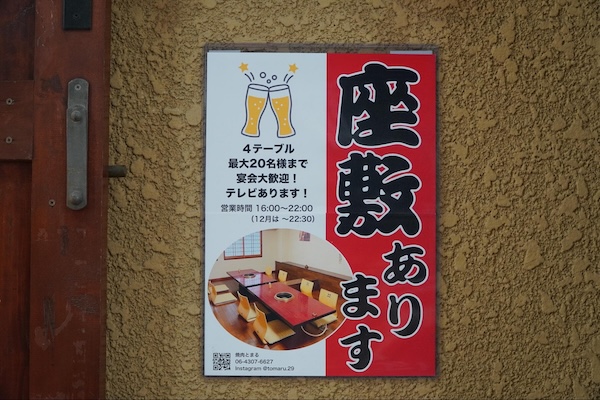 座敷あります
4テーブル
最大20名様まで
宴会大歓迎！
テレビあります！
営業時間 16:00〜22:00
(12月は 〜22:30)
焼肉とまる
06-4307-6627
Instagram @tomaru.29